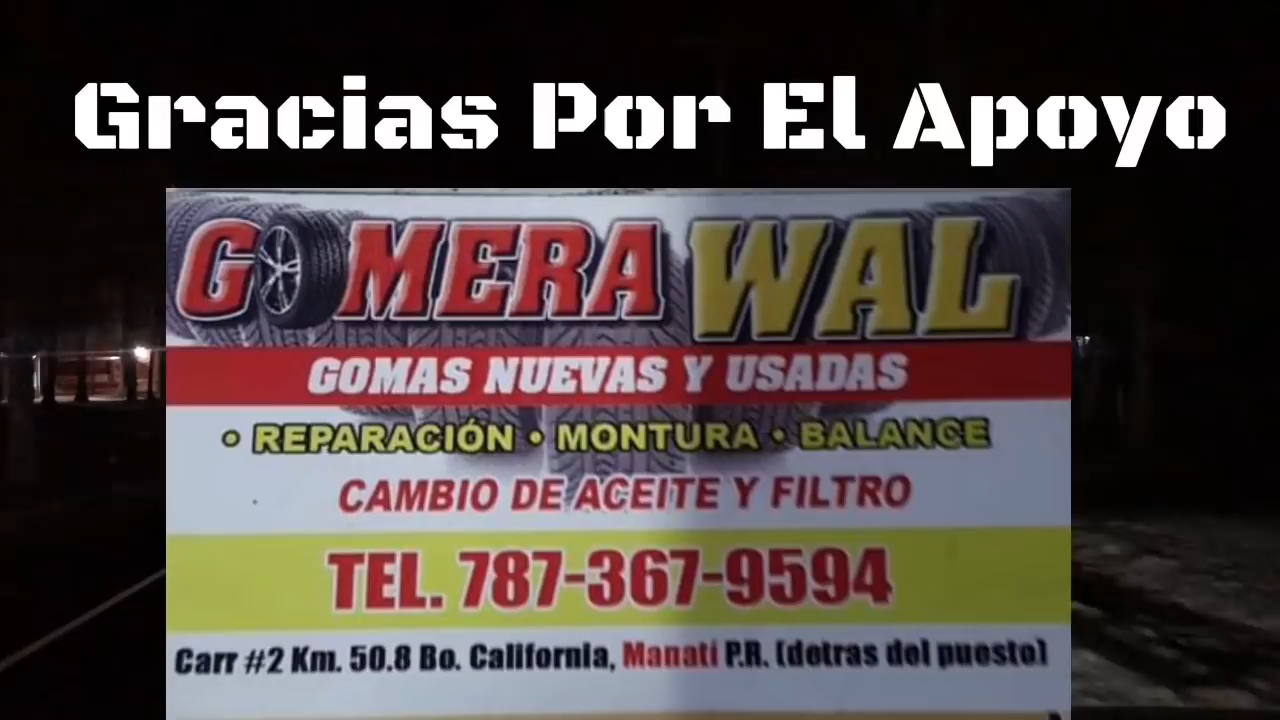 Gracias Por El Apoyo
GOMERA WAL
GOMAS NUEVAS Y USADAS
• REPARACIÓN • MONTURA • BALANCE
CAMBIO DE ACEITE Y FILTRO
TEL. 787-367-9594
Carr #2 Km. 50.8 Bo. California, Manatí P.R. (detras del puesto)